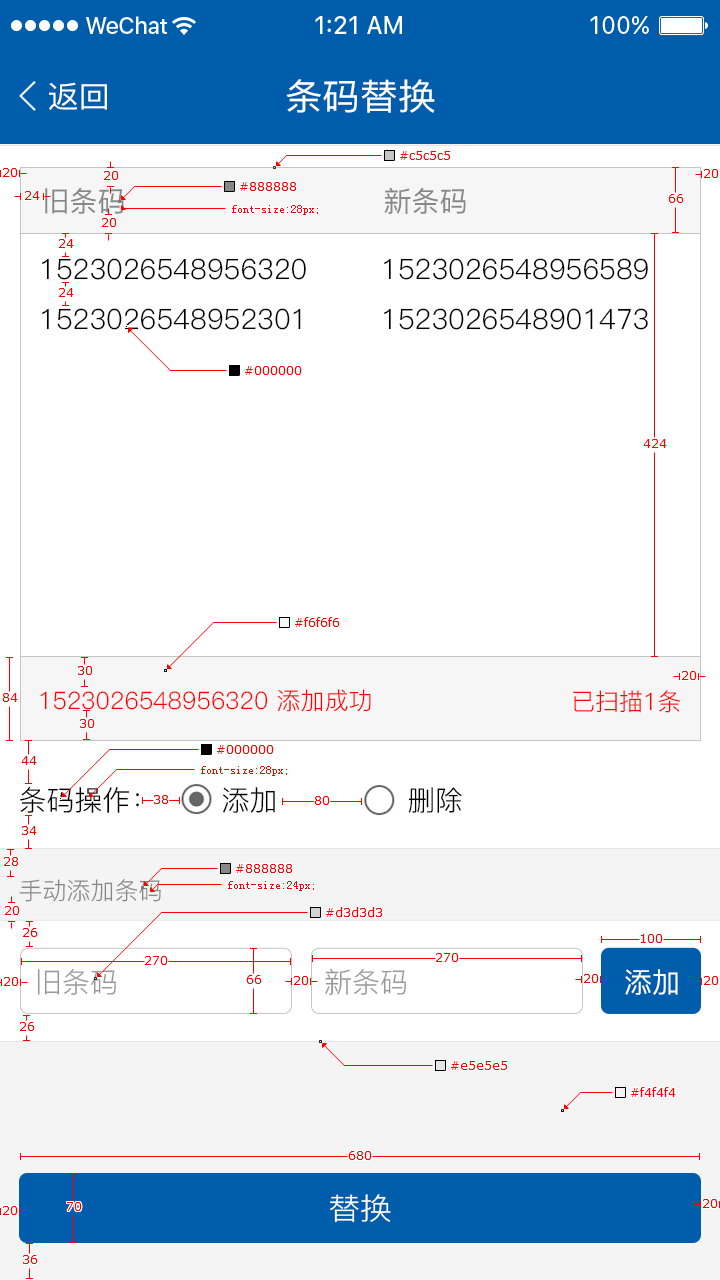 WeChat 1:21 AM 100%
返回 条码替换
#c5c5c5
20 20 #888888 20
24 旧条码 新条码 66
font-size:28px;
20
24
1523026548956320 1523026548956589
24
1523026548952301 1523026548901473
#000000
424
#f6f6f6
30 20
84 1523026548956320 添加成功 已扫描1条
30
#000000
44 font-size:28px;
条码操作: 38 添加 80 删除
34
28 #888888
手动添加条码 font-size:24px;
20 #d3d3d3
26 100
270 270
20 旧条码 66 20 新条码 20 添加 20
26
#e5e5e5
#f4f4f4
680
20 70 替换 20
36